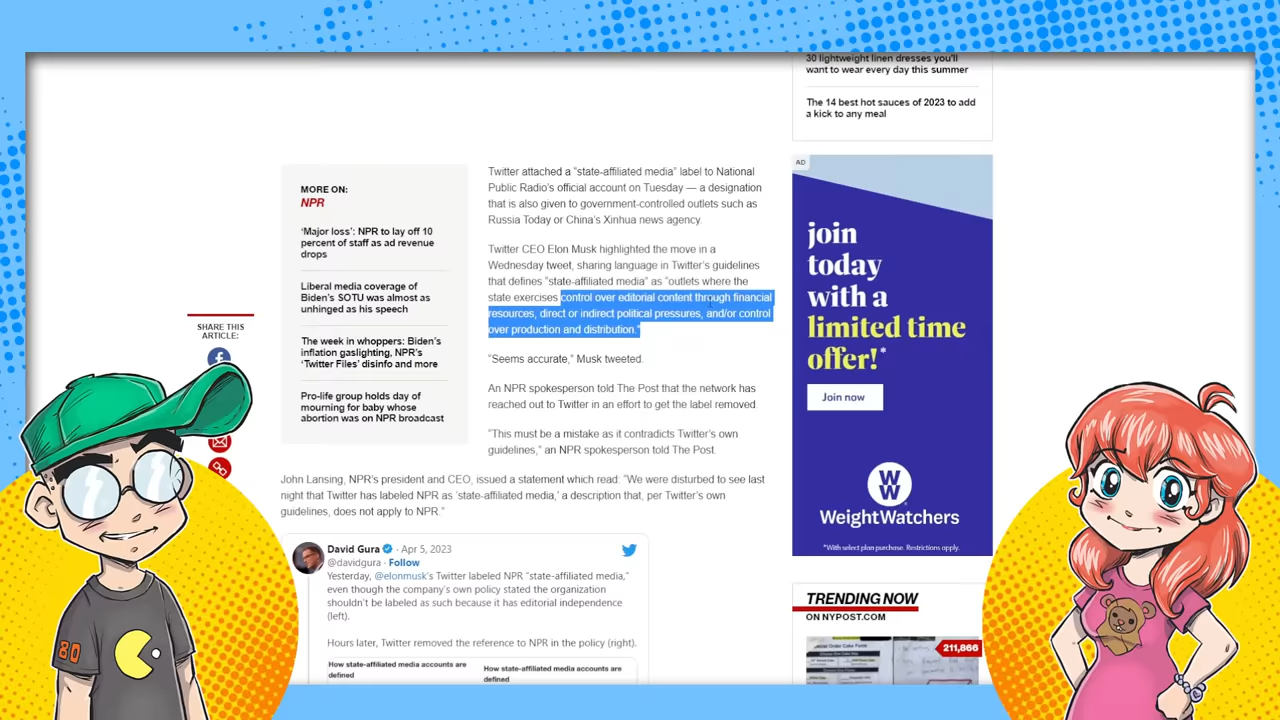 30 lightweight linen dresses you'll
want to wear every day this summer
The 14 best hot sauces of 2023 to add
a kick to any meal
MORE ON:
NPR
'Major loss': NPR to lay off 10
percent of staff as ad revenue
drops
Liberal media coverage of
Biden's SOTU was almost as
unhinged as his speech
The week in whoppers: Biden's
inflation gaslighting, NPR's
'Twitter Files' disinfo and more
Pro-life group holds day of
mourning for baby whose
abortion was on NPR broadcast
SHARE THIS
ARTICLE:
Twitter attached a "state-affiliated media" label to National
Public Radio's official account on Tuesday — a designation
that is also given to government-controlled outlets such as
Russia Today or China's Xinhua news agency.
Twitter CEO Elon Musk highlighted the move in a
Wednesday tweet, sharing language in Twitter's guidelines
that defines "state-affiliated media" as "outlets where the
state exercises control over editorial content through financial
resources, direct or indirect political pressures, and/or control
over production and distribution."
"Seems accurate," Musk tweeted.
An NPR spokesperson told The Post that the network has
reached out to Twitter in an effort to get the label removed.
"This must be a mistake as it contradicts Twitter's own
guidelines," an NPR spokesperson told The Post.
John Lansing, NPR's president and CEO, issued a statement which read: "We were disturbed to see last
night that Twitter has labeled NPR as 'state-affiliated media,' a description that, per Twitter's own
guidelines, does not apply to NPR."
David Gura · Apr 5, 2023
@davidgura · Follow
Yesterday, @elonmusk's Twitter labeled NPR "state-affiliated media,"
even though the company's own policy stated the organization
shouldn't be labeled as such because it has editorial independence
(left).
Hours later, Twitter removed the reference to NPR in the policy (right).
How state-affiliated media accounts are
defined
How state-affiliated media accounts are
defined
AD
join
today
with a
limited time
offer!*
Join now
W
W
WeightWatchers
*With select plan purchase. Restrictions apply.
TRENDING NOW
ON NYPOST.COM
211,866
80